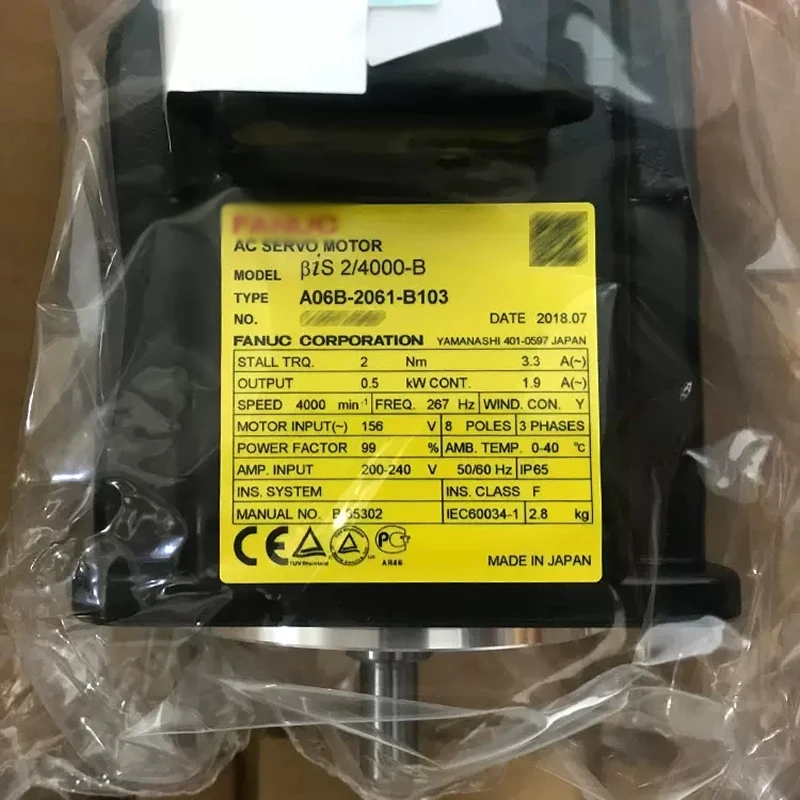 FANUC
AC SERVO MOTOR
MODEL βiS 2/4000-B
TYPE A06B-2061-B103
NO. DATE 2018.07
FANUC CORPORATION YAMANASHI 401-0597 JAPAN
STALL TRQ. 2 Nm 3.3 A(~)
OUTPUT 0.5 kW CONT. 1.9 A(~)
SPEED 4000 min⁻¹ FREQ. 267 Hz WIND. CON. Y
MOTOR INPUT(~) 156 V 8 POLES 3 PHASES
POWER FACTOR 99 % AMB. TEMP. 0-40 ℃
AMP. INPUT 200-240 V 50/60 Hz IP65
INS. SYSTEM INS. CLASS F
MANUAL NO. IEC60034-1 2.8 kg
CE TUV Rheinland PC AR46
MADE IN JAPAN